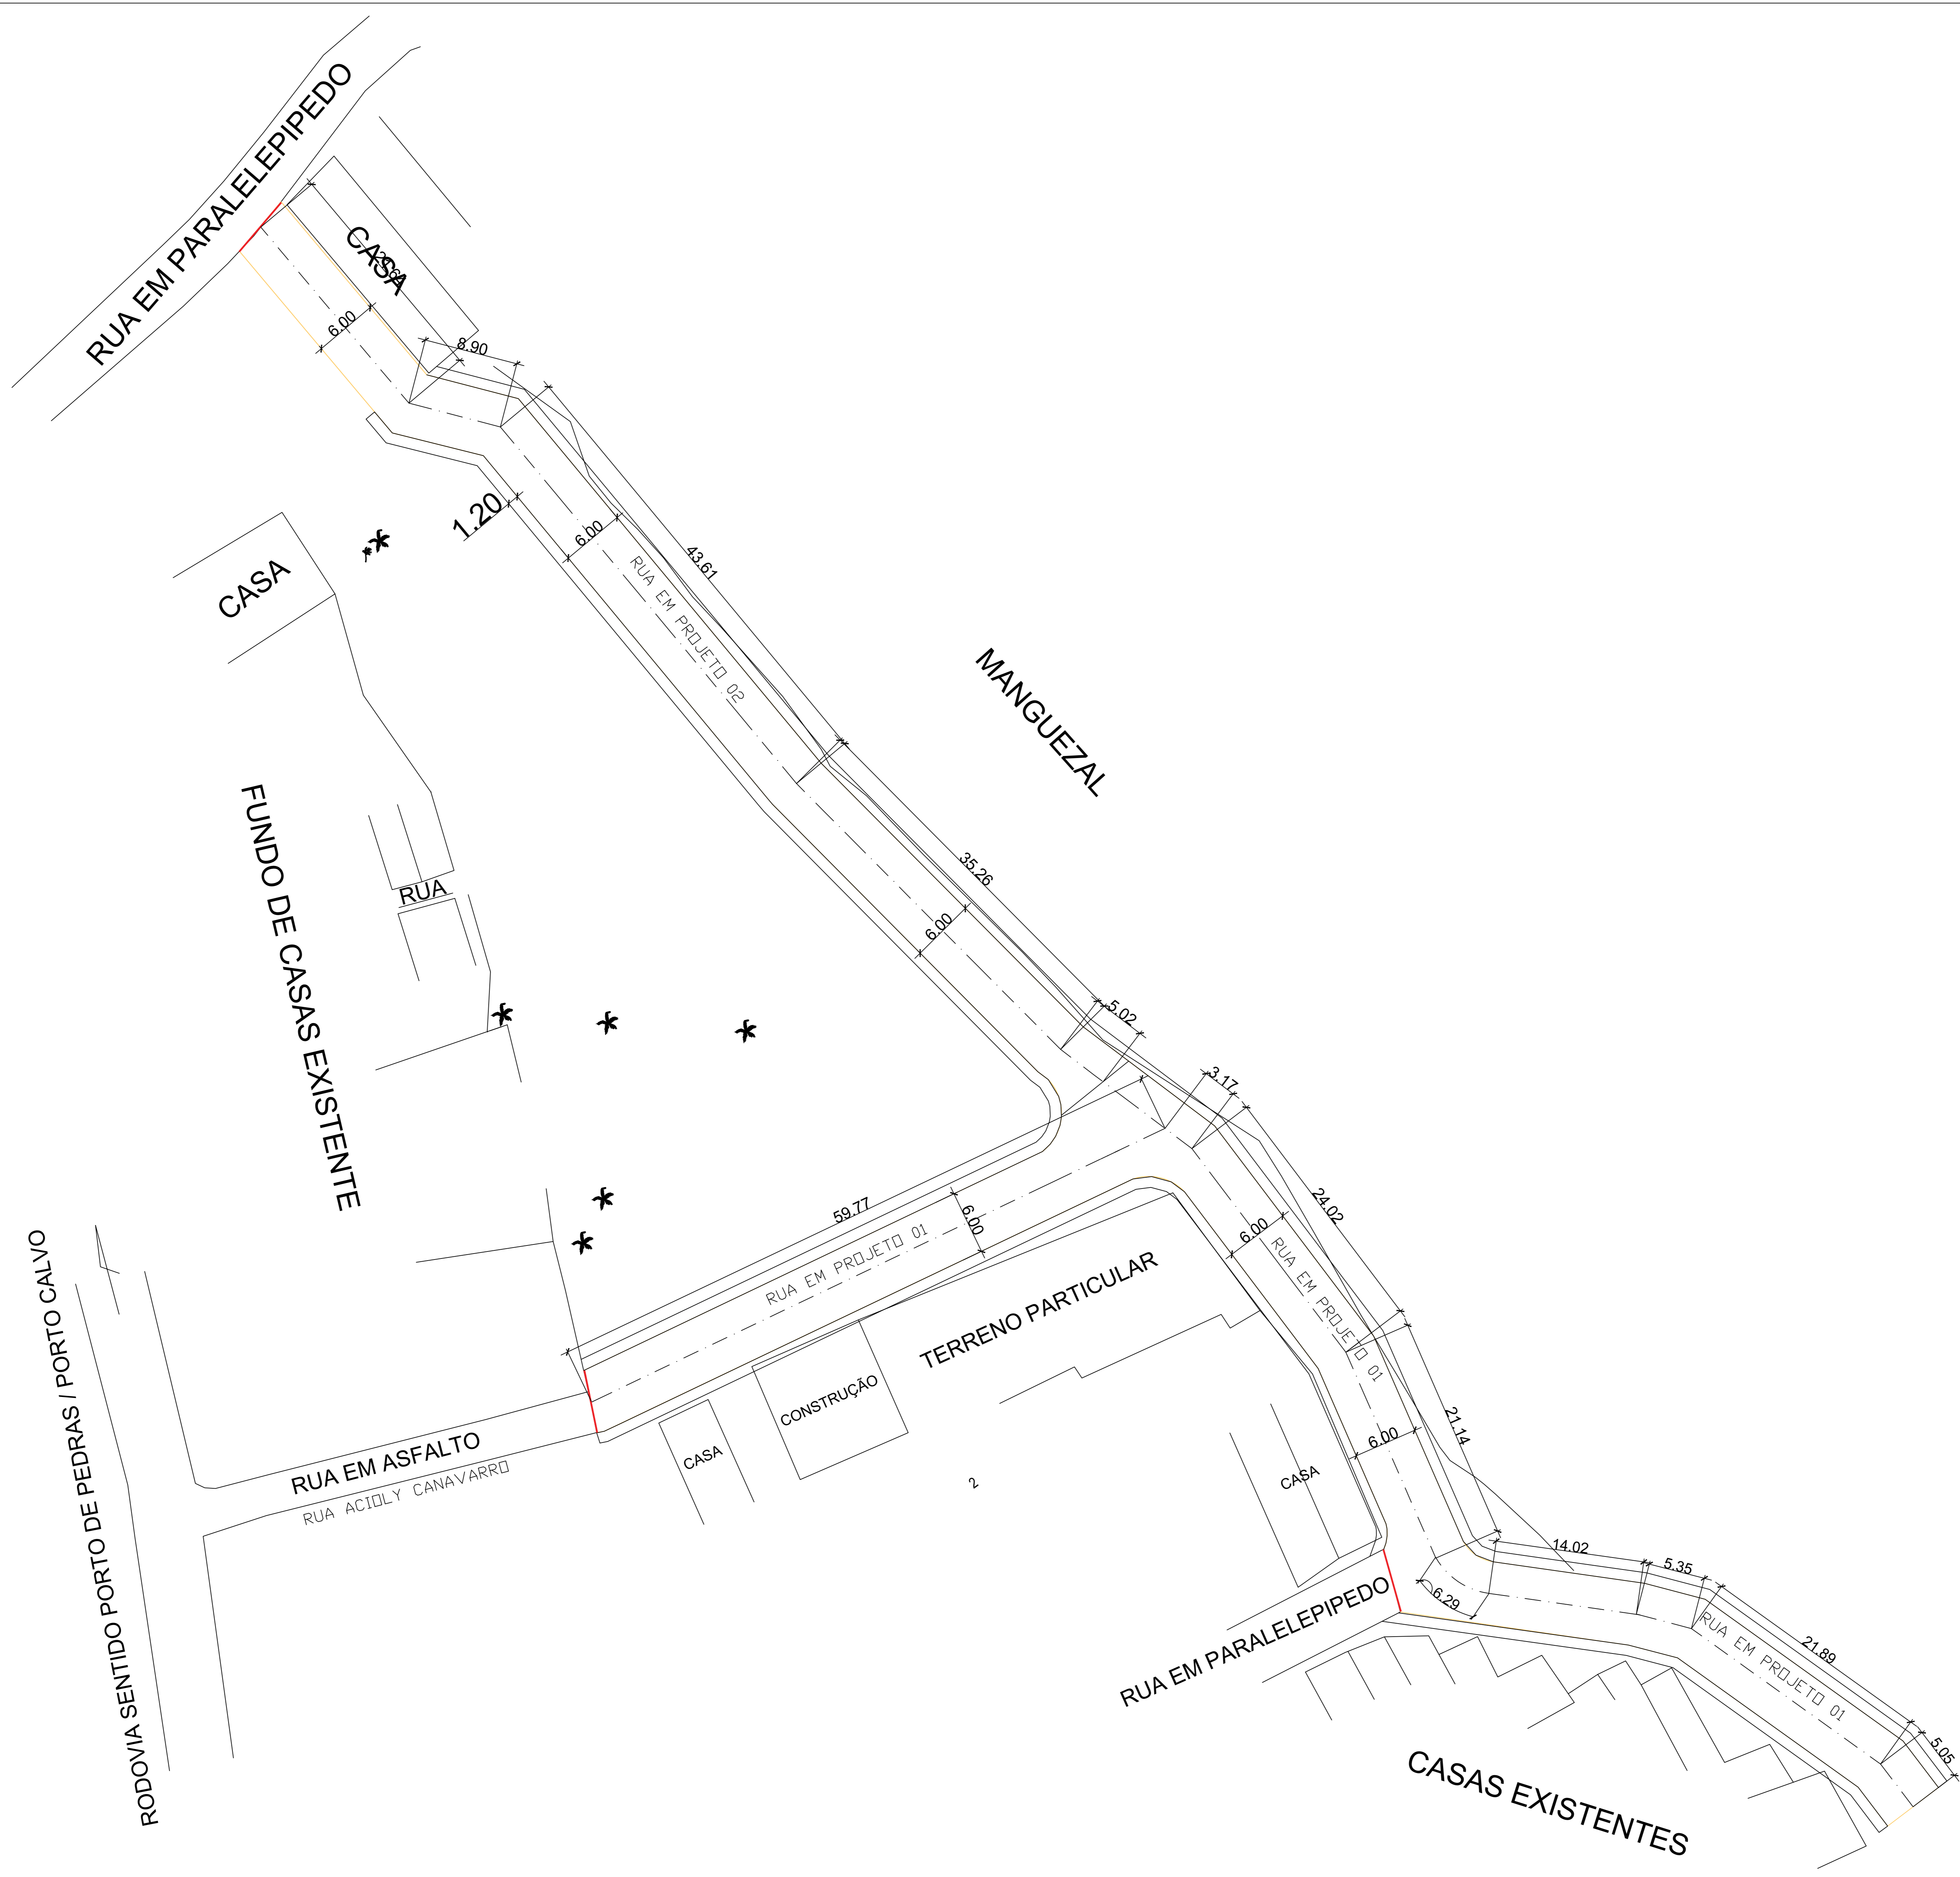 RUA EM PARALELEPIPEDO
CASA
6.00
8.90
1.20
6.00
43.61
RUA EM PROJETO 02
CASA
MANGUEZAL
FUNDO DE CASAS EXISTENTE
RUA
35.26
6.00
5.02
3.17
24.02
59.77
6.00
RUA EM PROJETO 01
6.00
RUA EM PROJETO 01
TERRENO PARTICULAR
CONSTRUÇÃO
CASA
2
CASA
6.00
21.14
RUA EM ASFALTO
RUA ACIOLY CANAVARRO
RODOVIA SENTIDO PORTO DE PEDRAS / PORTO CALVO
14.02
5.35
6.29
RUA EM PARALELEPIPEDO
RUA EM PROJETO 01
21.89
5.05
CASAS EXISTENTES